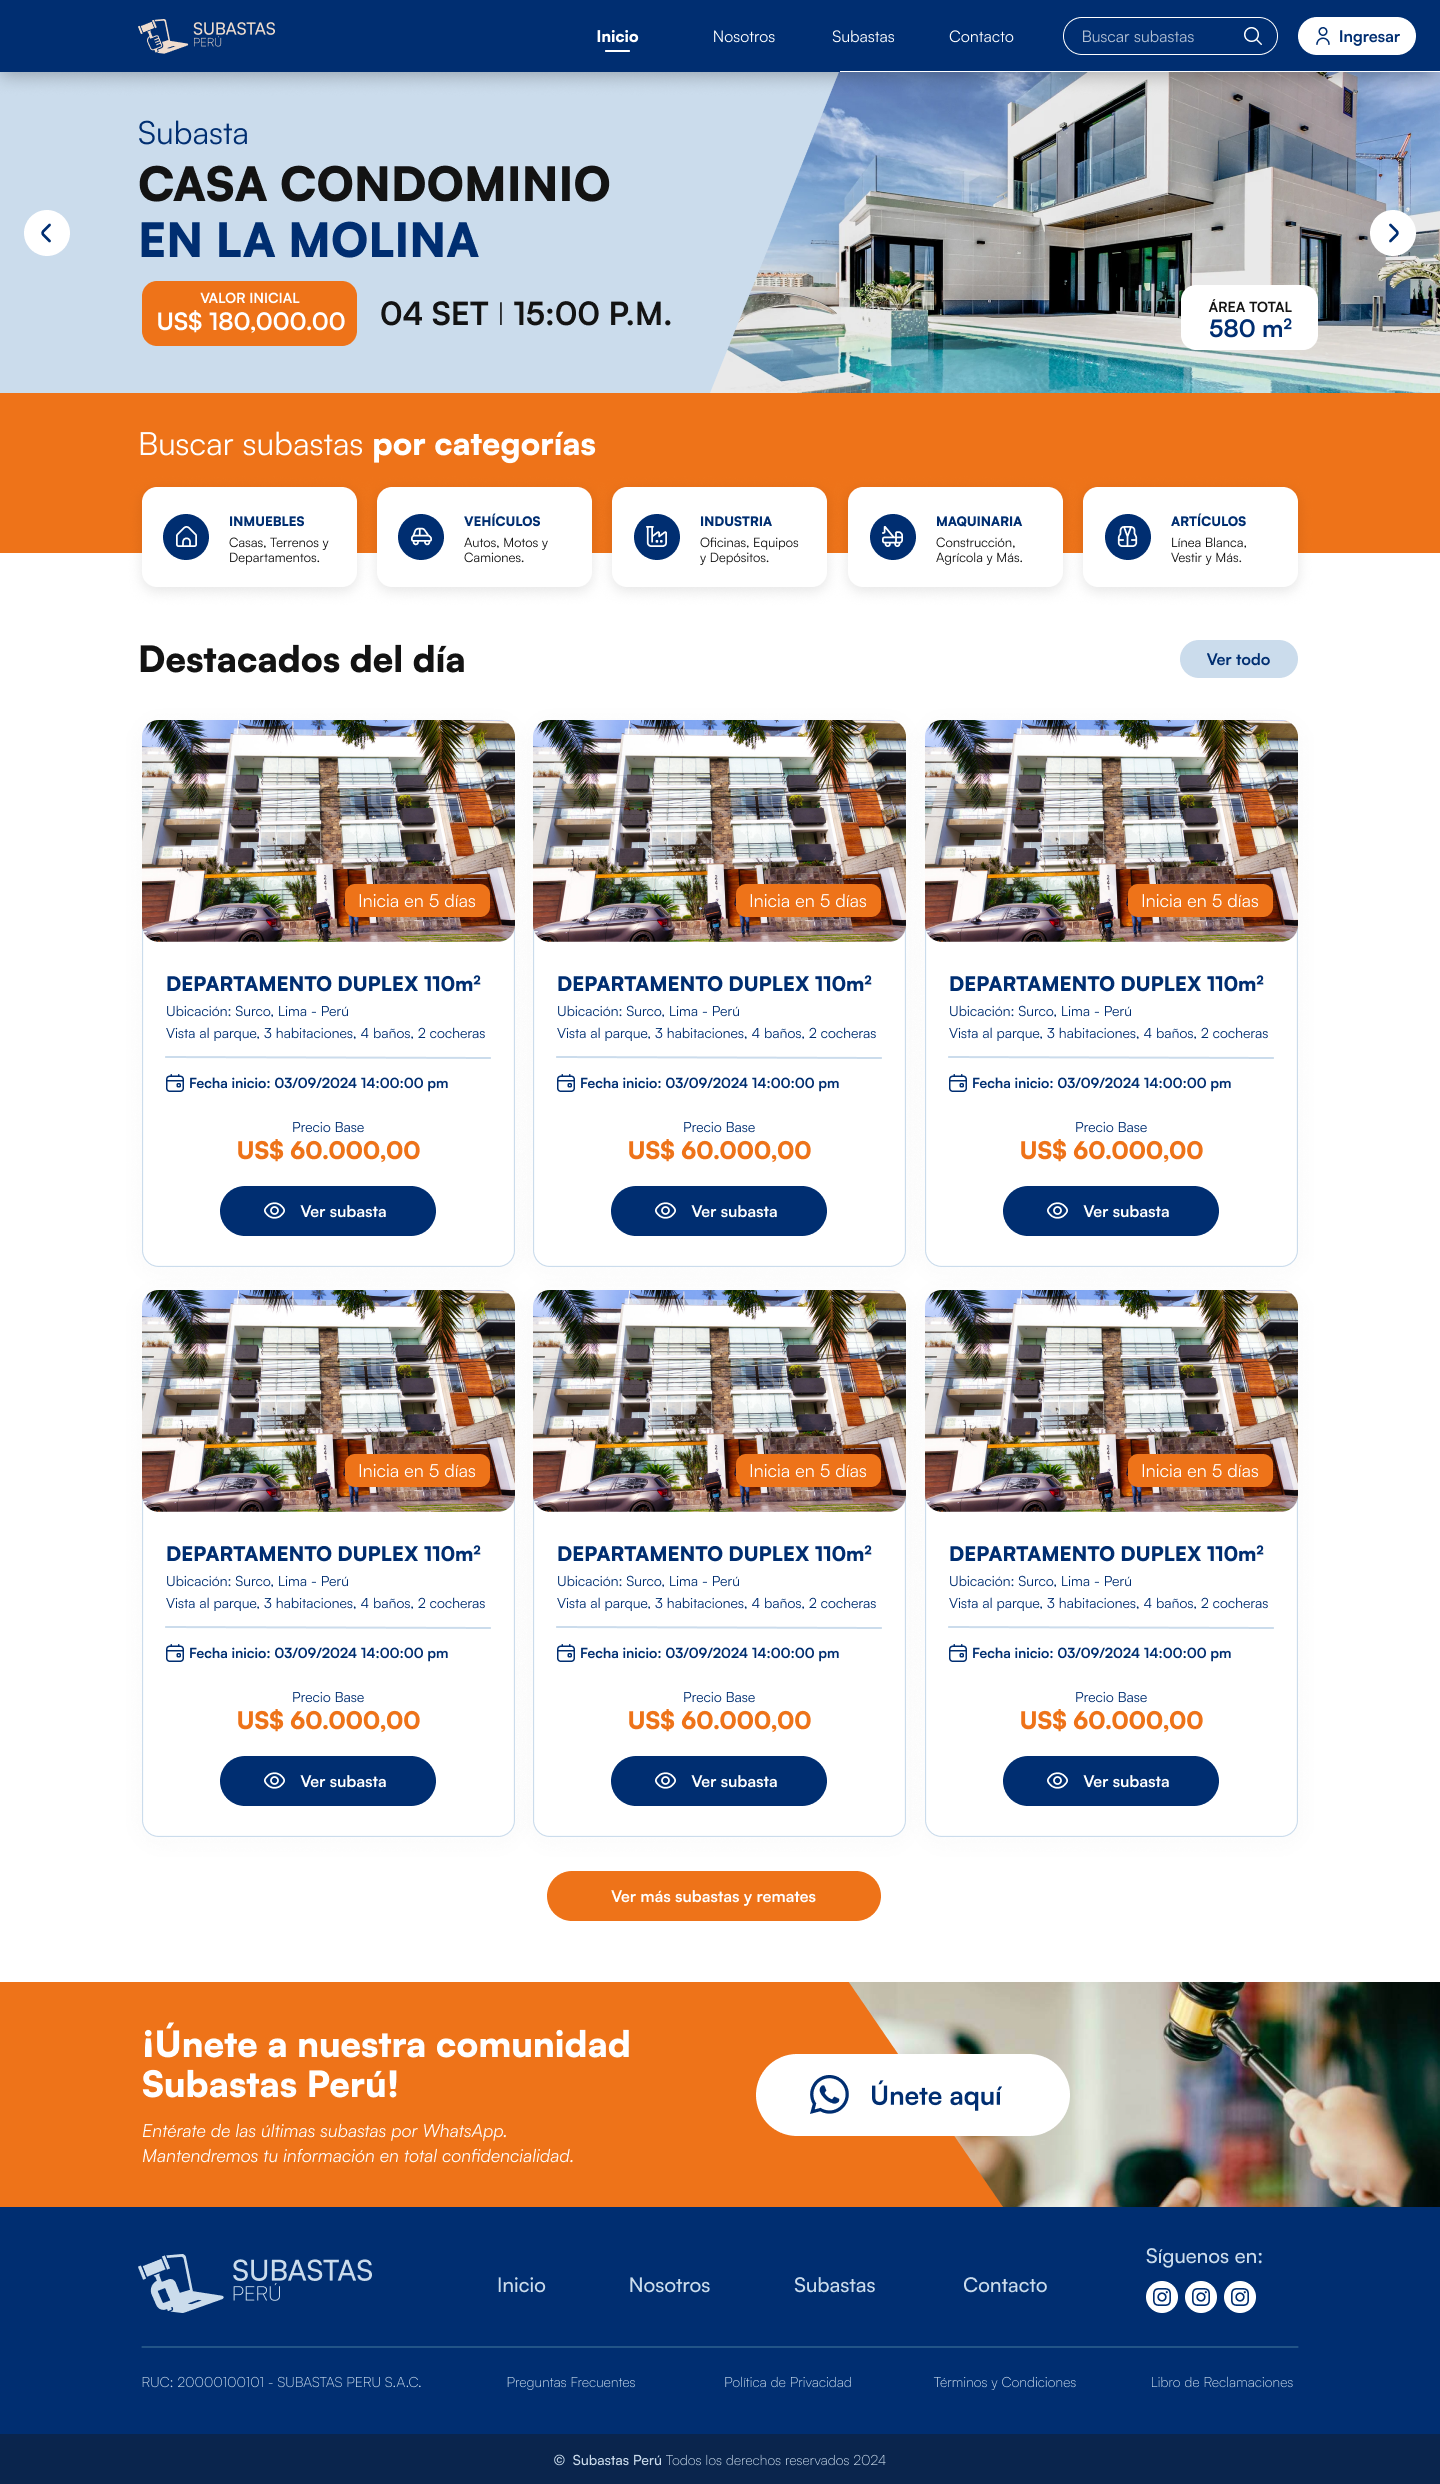 SUBASTAS
PERÚ
Inicio
Nosotros
Subastas
Contacto
Buscar subastas
Ingresar
Subasta
CASA CONDOMINIO
EN LA MOLINA
VALOR INICIAL
US$ 180,000.00
04 SET | 15:00 P.M.
ÁREA TOTAL
580 m²
Buscar subastas por categorías
INMUEBLES
Casas, Terrenos y
Departamentos.
VEHÍCULOS
Autos, Motos y
Camiones.
INDUSTRIA
Oficinas, Equipos
y Depósitos.
MAQUINARIA
Construcción,
Agrícola y Más.
ARTÍCULOS
Línea Blanca,
Vestir y Más.
Destacados del día
Ver todo
Inicia en 5 días
DEPARTAMENTO DUPLEX 110m²
Ubicación: Surco, Lima - Perú
Vista al parque, 3 habitaciones, 4 baños, 2 cocheras
Fecha inicio: 03/09/2024 14:00:00 pm
Precio Base
US$ 60.000,00
Ver subasta
Inicia en 5 días
DEPARTAMENTO DUPLEX 110m²
Ubicación: Surco, Lima - Perú
Vista al parque, 3 habitaciones, 4 baños, 2 cocheras
Fecha inicio: 03/09/2024 14:00:00 pm
Precio Base
US$ 60.000,00
Ver subasta
Inicia en 5 días
DEPARTAMENTO DUPLEX 110m²
Ubicación: Surco, Lima - Perú
Vista al parque, 3 habitaciones, 4 baños, 2 cocheras
Fecha inicio: 03/09/2024 14:00:00 pm
Precio Base
US$ 60.000,00
Ver subasta
Inicia en 5 días
DEPARTAMENTO DUPLEX 110m²
Ubicación: Surco, Lima - Perú
Vista al parque, 3 habitaciones, 4 baños, 2 cocheras
Fecha inicio: 03/09/2024 14:00:00 pm
Precio Base
US$ 60.000,00
Ver subasta
Inicia en 5 días
DEPARTAMENTO DUPLEX 110m²
Ubicación: Surco, Lima - Perú
Vista al parque, 3 habitaciones, 4 baños, 2 cocheras
Fecha inicio: 03/09/2024 14:00:00 pm
Precio Base
US$ 60.000,00
Ver subasta
Inicia en 5 días
DEPARTAMENTO DUPLEX 110m²
Ubicación: Surco, Lima - Perú
Vista al parque, 3 habitaciones, 4 baños, 2 cocheras
Fecha inicio: 03/09/2024 14:00:00 pm
Precio Base
US$ 60.000,00
Ver subasta
Ver más subastas y remates
¡Únete a nuestra comunidad
Subastas Perú!
Entérate de las últimas subastas por WhatsApp.
Mantendremos tu información en total confidencialidad.
Únete aquí
SUBASTAS
PERÚ
Inicio
Nosotros
Subastas
Contacto
Síguenos en:
RUC: 20000100101 - SUBASTAS PERU S.A.C.
Preguntas Frecuentes
Política de Privacidad
Términos y Condiciones
Libro de Reclamaciones
© Subastas Perú Todos los derechos reservados 2024